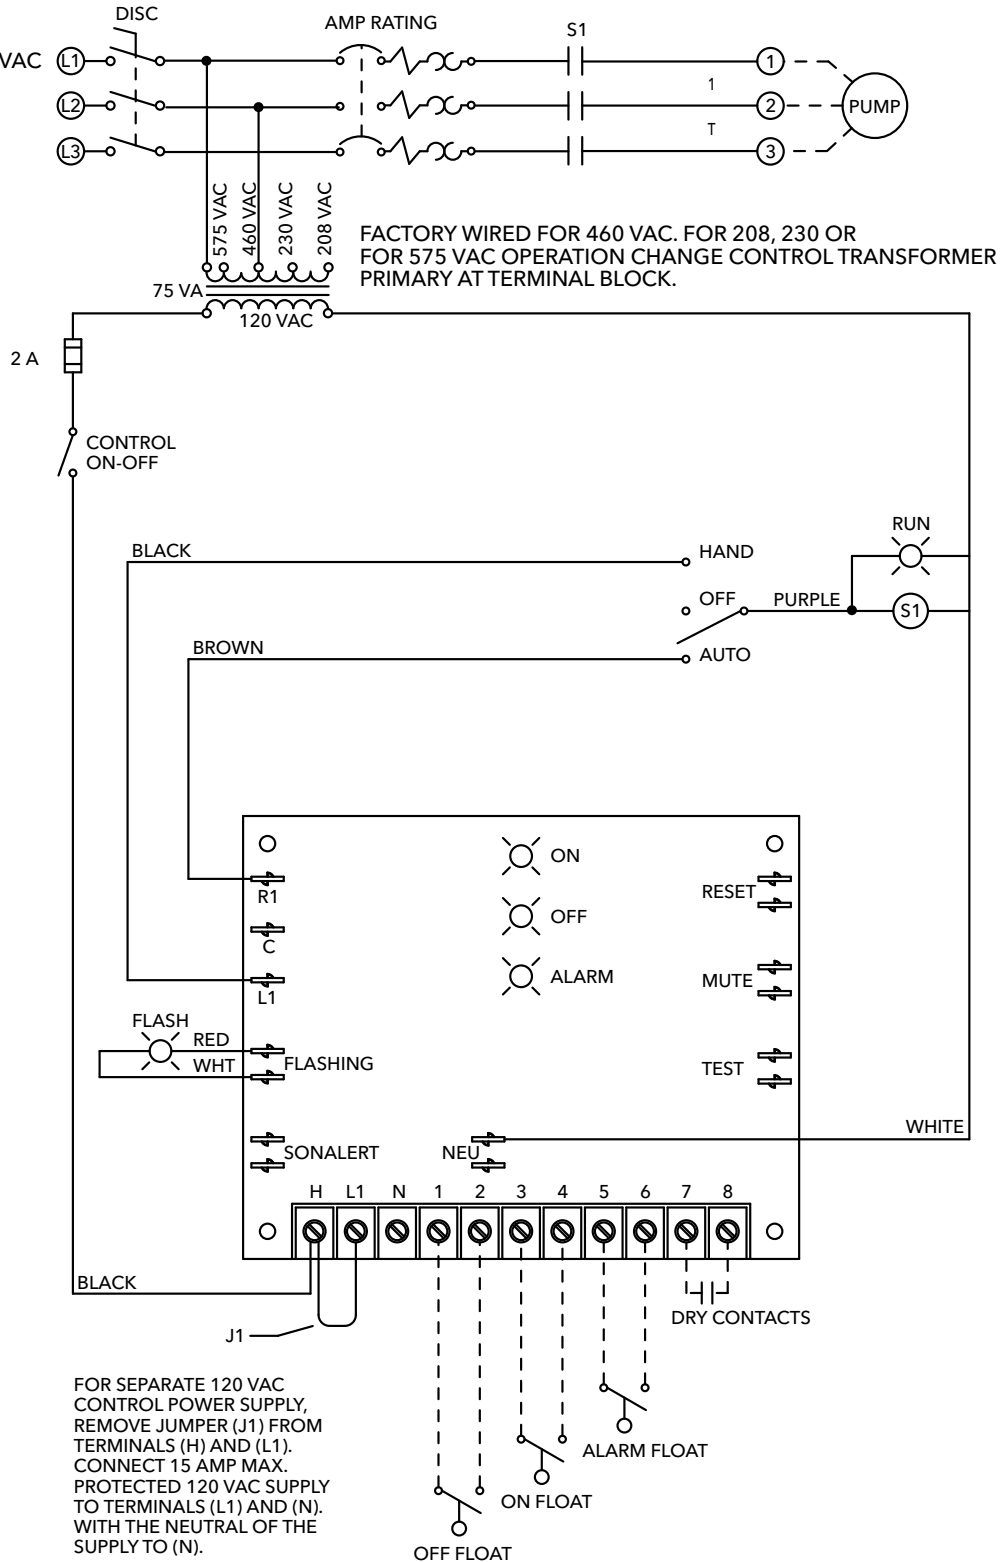 DISC
AMP RATING
S1
VAC
L1
1
L2
1
2
PUMP
T
L3
3
575 VAC
460 VAC
230 VAC
208 VAC
FACTORY WIRED FOR 460 VAC. FOR 208, 230 OR
FOR 575 VAC OPERATION CHANGE CONTROL TRANSFORMER
PRIMARY AT TERMINAL BLOCK.
75 VA
120 VAC
2 A
CONTROL
ON-OFF
RUN
BLACK
HAND
OFF
PURPLE
S1
BROWN
AUTO
ON
R1
RESET
OFF
C
ALARM
MUTE
L1
FLASH
RED
WHT
FLASHING
TEST
WHITE
SONALERT
NEU
H
L1
N
1
2
3
4
5
6
7
8
BLACK
DRY CONTACTS
J1
FOR SEPARATE 120 VAC
CONTROL POWER SUPPLY,
REMOVE JUMPER (J1) FROM
TERMINALS (H) AND (L1).
CONNECT 15 AMP MAX.
PROTECTED 120 VAC SUPPLY
TO TERMINALS (L1) AND (N).
WITH THE NEUTRAL OF THE
SUPPLY TO (N).
ALARM FLOAT
ON FLOAT
OFF FLOAT